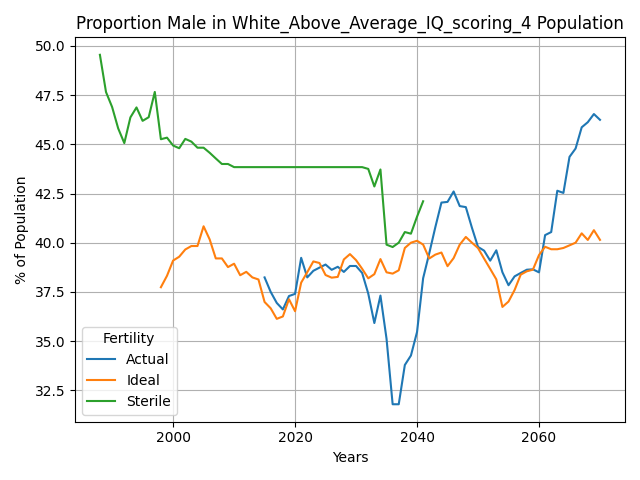 Proportion Male in White_Above_Average_IQ_scoring_4 Population
% of Population
50.0
47.5
45.0
42.5
40.0
37.5
35.0
32.5
Fertility
Actual
Ideal
Sterile
2000
2020
2040
2060
Years